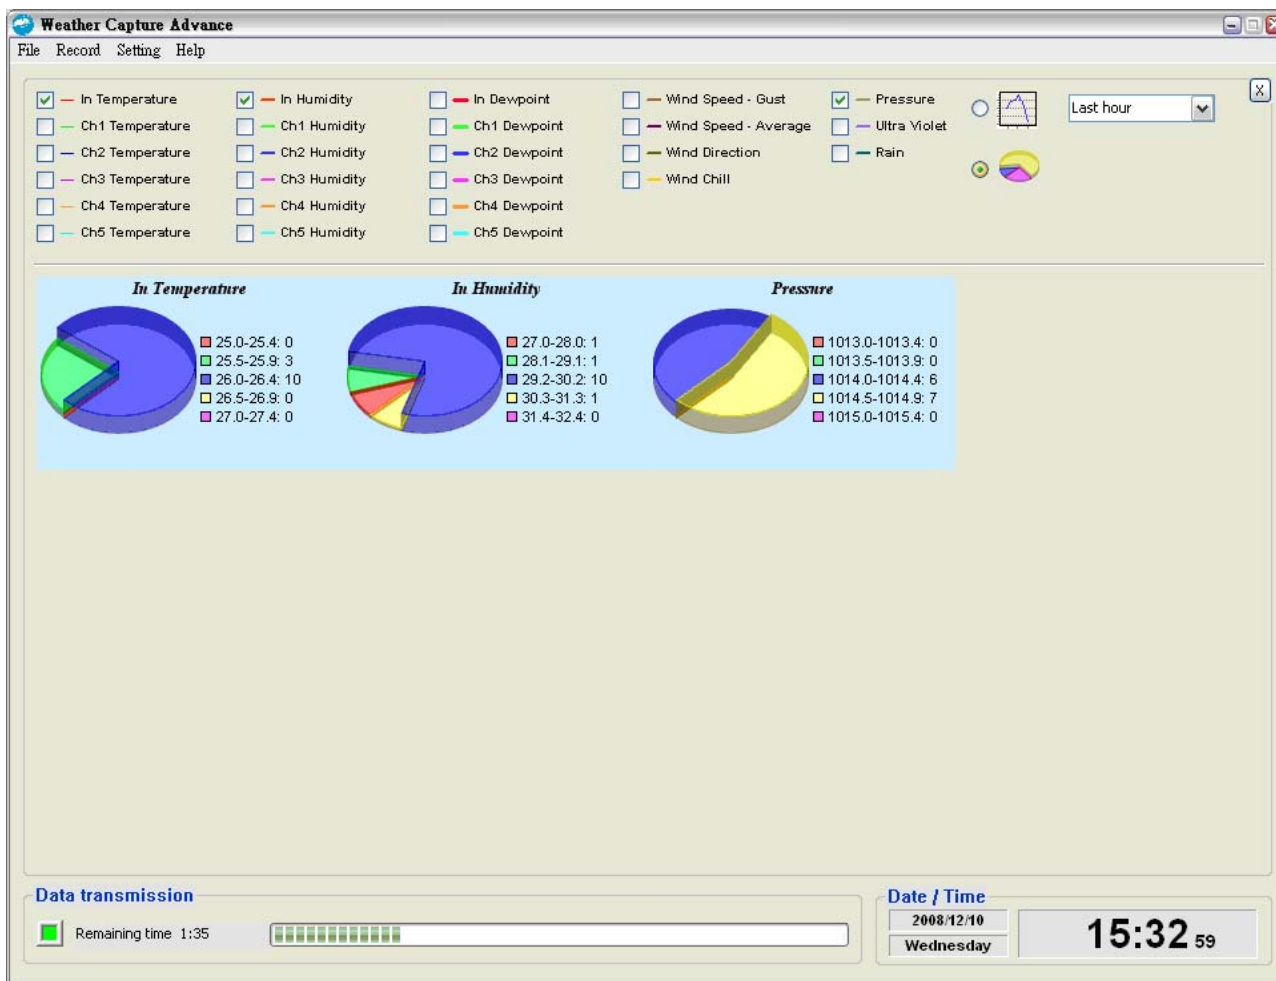 Weather Capture Advance
File Record Setting Help
In Temperature In Humidity In Dewpoint Wind Speed - Gust Pressure Last hour X
Ch1 Temperature Ch1 Humidity Ch1 Dewpoint Wind Speed - Average Ultra Violet
Ch2 Temperature Ch2 Humidity Ch2 Dewpoint Wind Direction Rain
Ch3 Temperature Ch3 Humidity Ch3 Dewpoint Wind Chill
Ch4 Temperature Ch4 Humidity Ch4 Dewpoint
Ch5 Temperature Ch5 Humidity Ch5 Dewpoint
In Temperature
25.0-25.4: 0
25.5-25.9: 3
26.0-26.4: 10
26.5-26.9: 0
27.0-27.4: 0
In Humidity
27.0-28.0: 1
28.1-29.1: 1
29.2-30.2: 10
30.3-31.3: 1
31.4-32.4: 0
Pressure
1013.0-1013.4: 0
1013.5-1013.9: 0
1014.0-1014.4: 6
1014.5-1014.9: 7
1015.0-1015.4: 0
Data transmission
Remaining time 1:35
Date / Time
2008/12/10
Wednesday
15:32 59